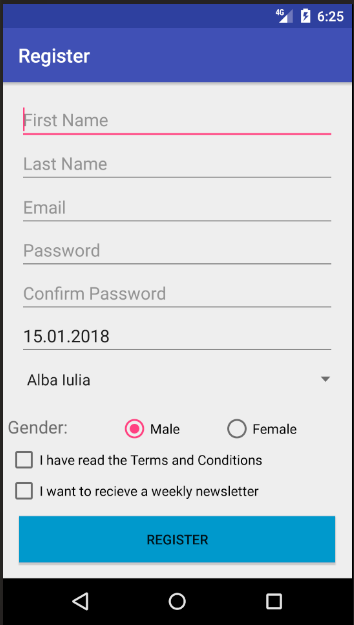 4G 6:25
Register
First Name
Last Name
Email
Password
Confirm Password
15.01.2018
Alba Iulia
Gender: Male Female
I have read the Terms and Conditions
I want to recieve a weekly newsletter
REGISTER